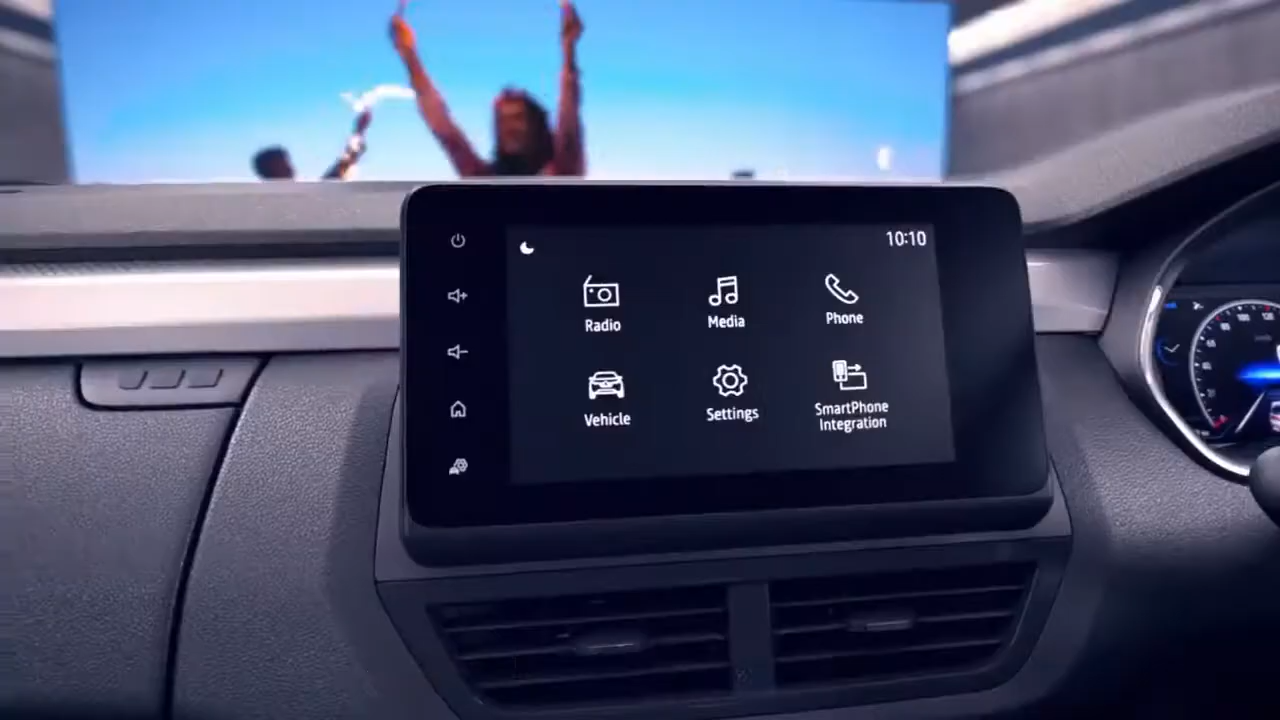 10:10
Radio
Media
Phone
Vehicle
Settings
SmartPhone
Integration